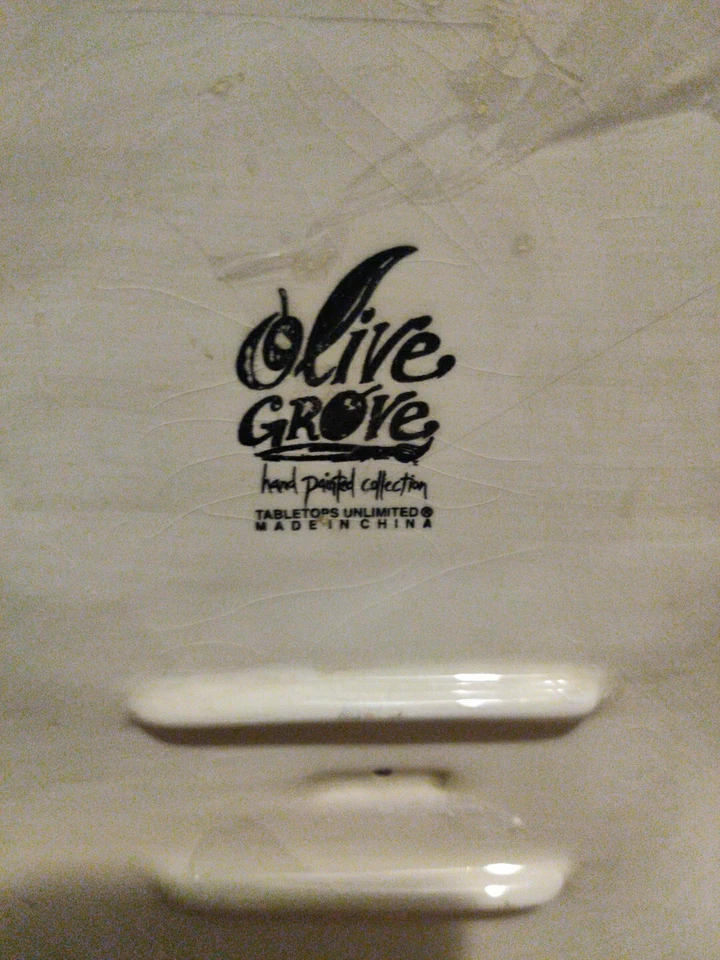 Olive
GROve
hand painted collection
TABLETOPS UNLIMITED®
MADE IN CHINA